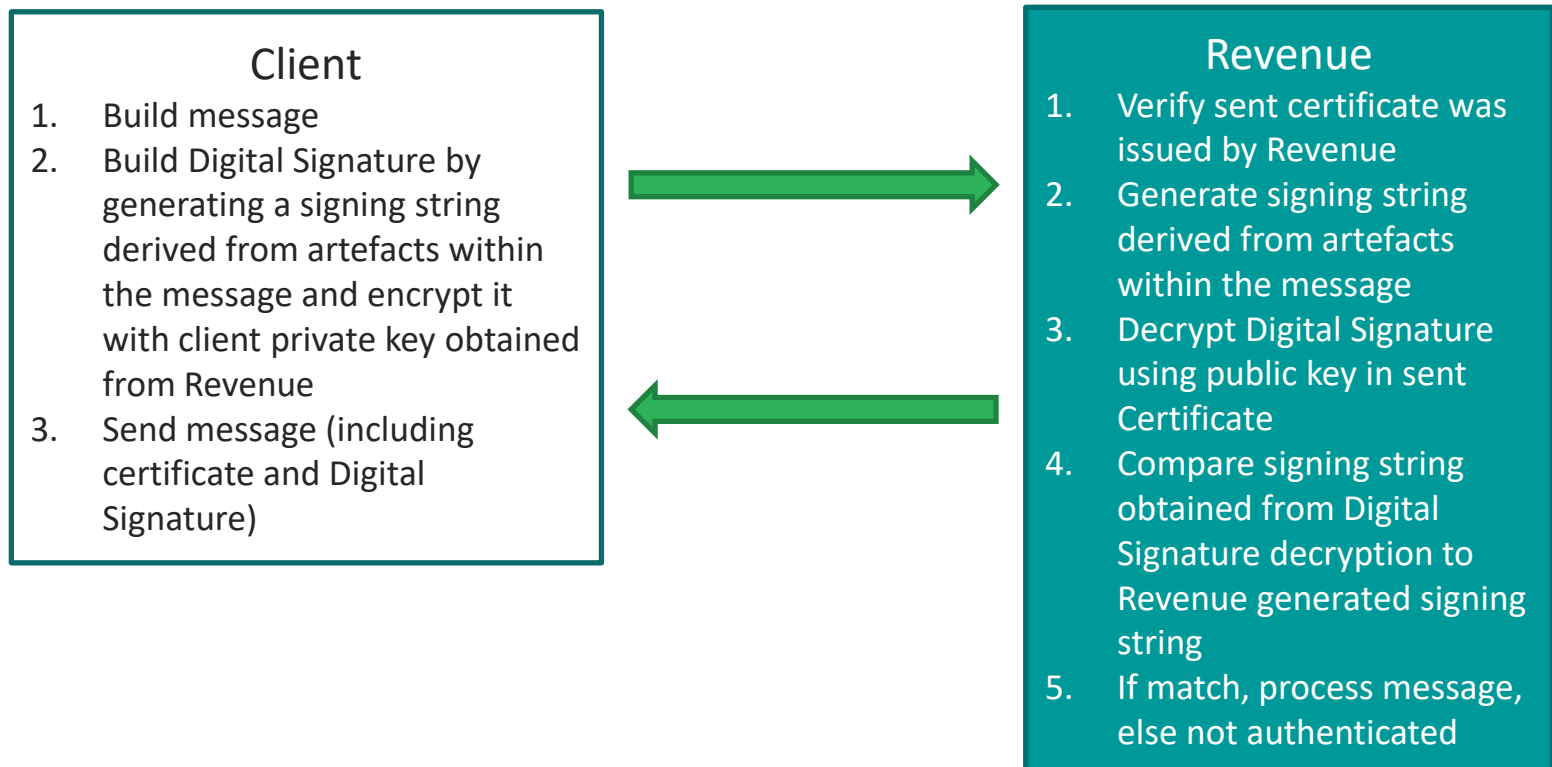 Client
1. Build message
2. Build Digital Signature by
generating a signing string
derived from artefacts within
the message and encrypt it
with client private key obtained
from Revenue
3. Send message (including
certificate and Digital
Signature)
Revenue
1. Verify sent certificate was
issued by Revenue
2. Generate signing string
derived from artefacts
within the message
3. Decrypt Digital Signature
using public key in sent
Certificate
4. Compare signing string
obtained from Digital
Signature decryption to
Revenue generated signing
string
5. If match, process message,
else not authenticated